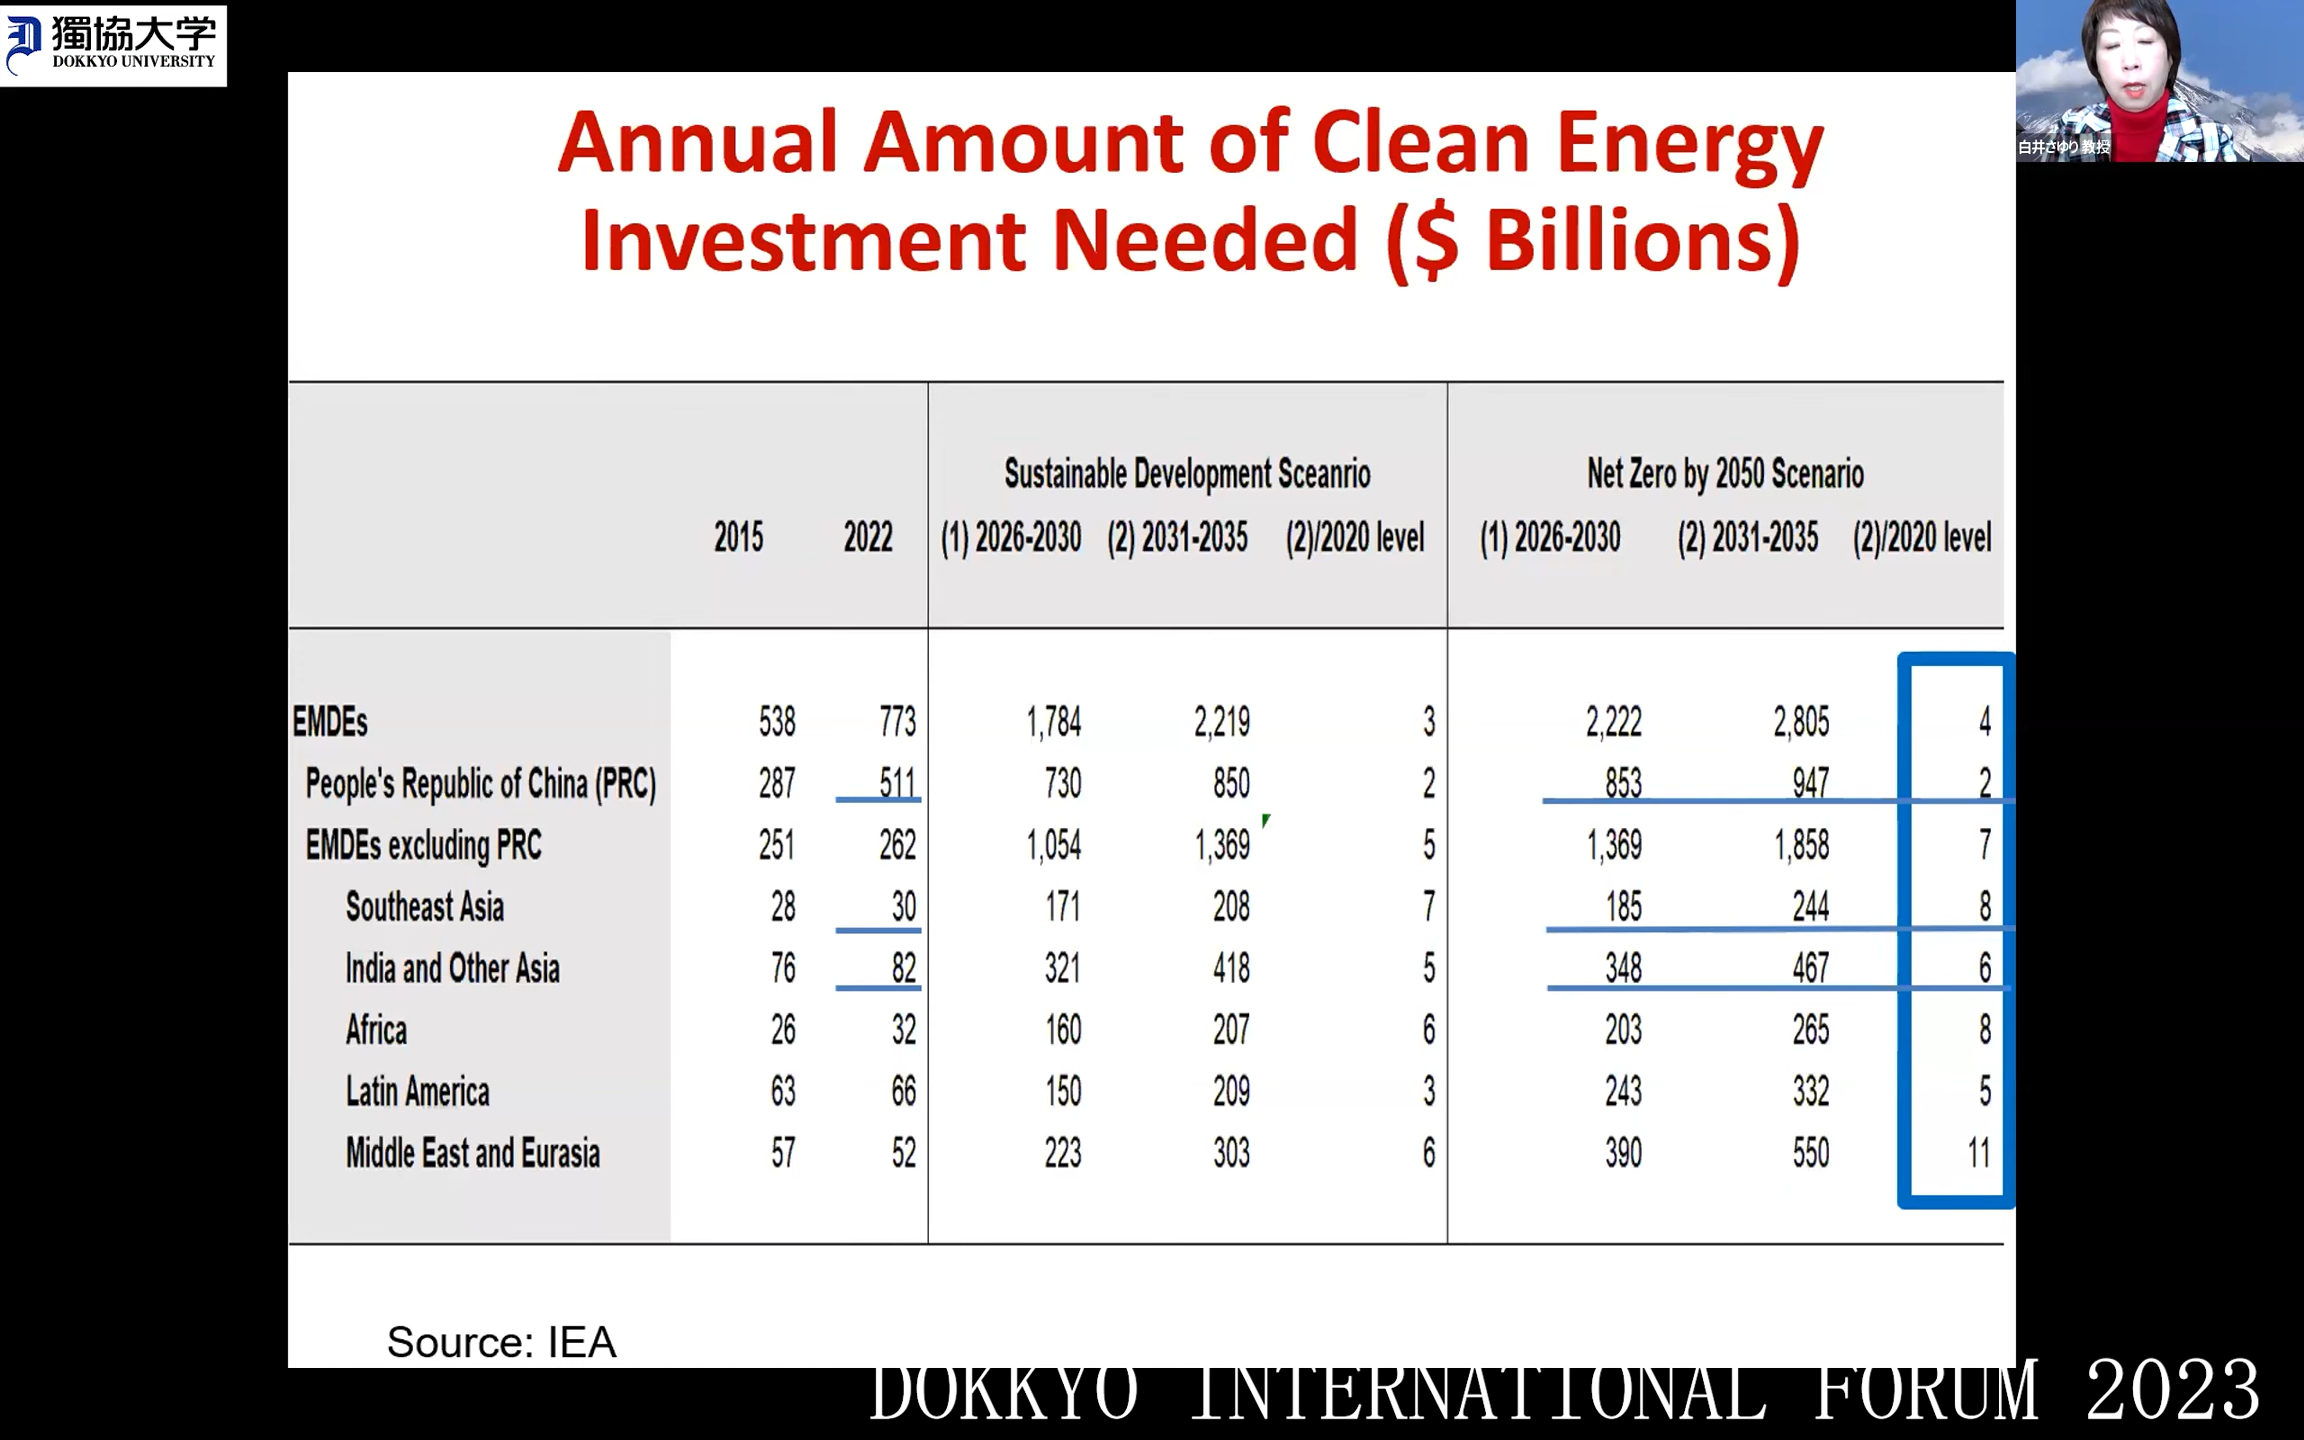 獨協大学
DOKKYO UNIVERSITY
白井さゆり 教授
Annual Amount of Clean Energy
Investment Needed ($ Billions)
Sustainable Development Sceanrio Net Zero by 2050 Scenario
2015 2022 (1) 2026-2030 (2) 2031-2035 (2)/2020 level (1) 2026-2030 (2) 2031-2035 (2)/2020 level
EMDEs 538 773 1,784 2,219 3 2,222 2,805 4
People's Republic of China (PRC) 287 511 730 850 2 853 947 2
EMDEs excluding PRC 251 262 1,054 1,369 5 1,369 1,858 7
Southeast Asia 28 30 171 208 7 185 244 8
India and Other Asia 76 82 321 418 5 348 467 6
Africa 26 32 160 207 6 203 265 8
Latin America 63 66 150 209 3 243 332 5
Middle East and Eurasia 57 52 223 303 6 390 550 11
Source: IEA
DOKKYO INTERNATIONAL FORUM 2023